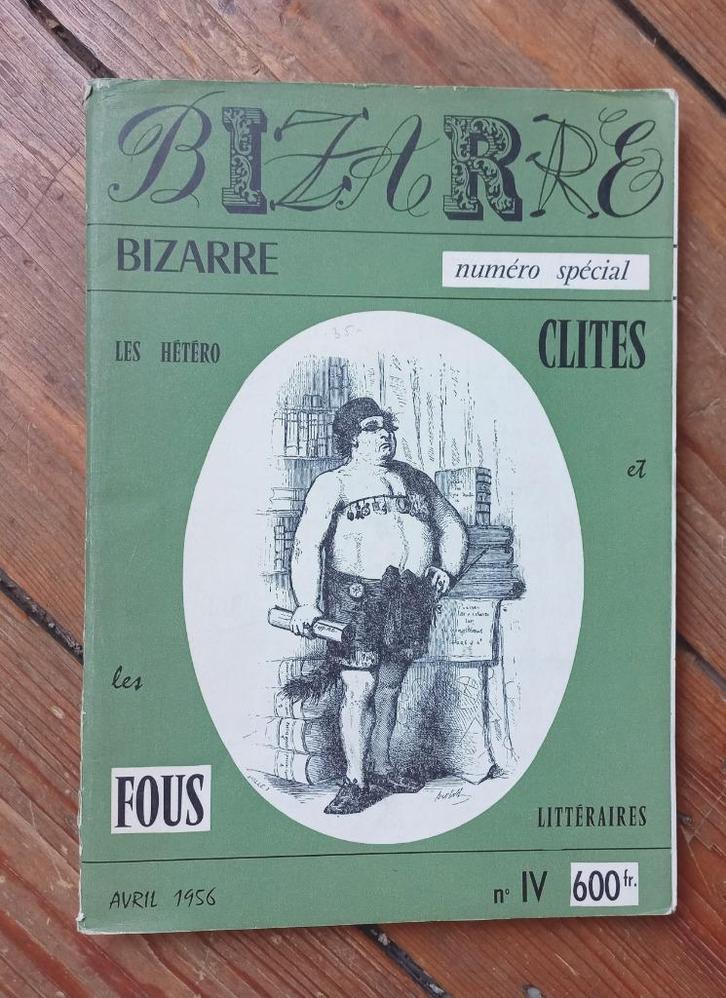 BIZARRE
BIZARRE
numéro spécial
LES HÉTÉRO
CLITES
et
les
FOUS
LITTÉRAIRES
AVRIL 1956
n° IV
600 fr.